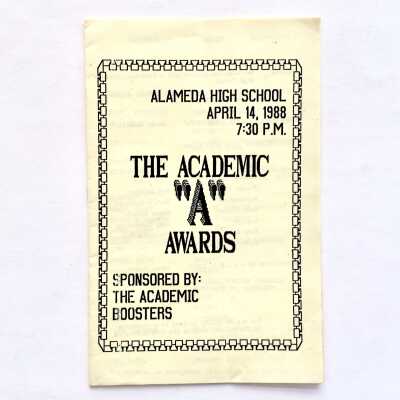 ALAMEDA HIGH SCHOOL
APRIL 14, 1988
7:30 P.M.
THE ACADEMIC
"A"
AWARDS
SPONSORED BY:
THE ACADEMIC
BOOSTERS